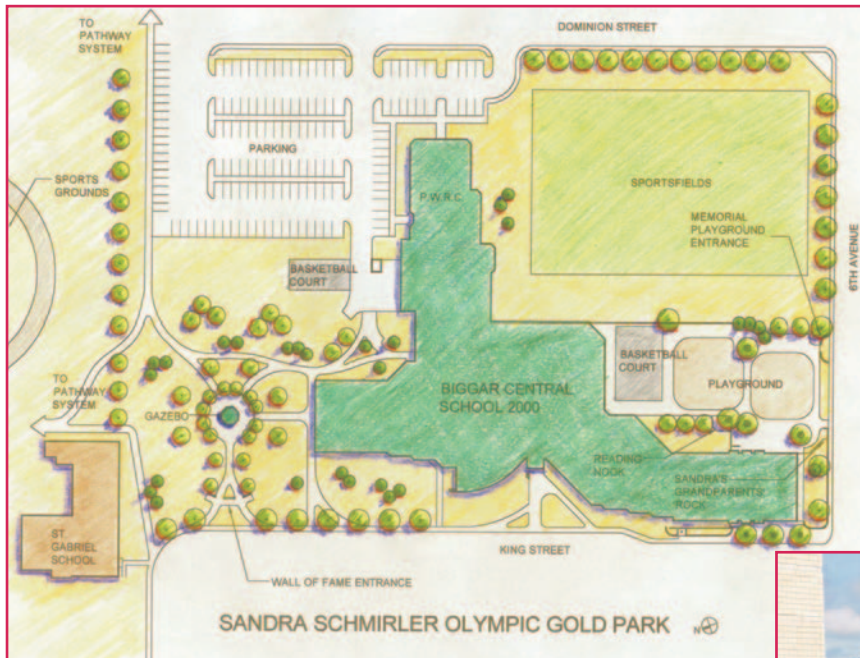 TO
PATHWAY
SYSTEM
DOMINION STREET
PARKING
SPORTS
GROUNDS
P.W.R.C.
SPORTSFIELDS
MEMORIAL
PLAYGROUND
ENTRANCE
6TH AVENUE
BASKETBALL
COURT
BASKETBALL
COURT
PLAYGROUND
TO
PATHWAY
SYSTEM
GAZEBO
BIGGAR CENTRAL
SCHOOL 2000
READING
NOOK
SANDRA'S
GRANDPARENTS'
ROCK
ST.
GABRIEL
SCHOOL
KING STREET
WALL OF FAME ENTRANCE
SANDRA SCHMIRLER OLYMPIC GOLD PARK
N